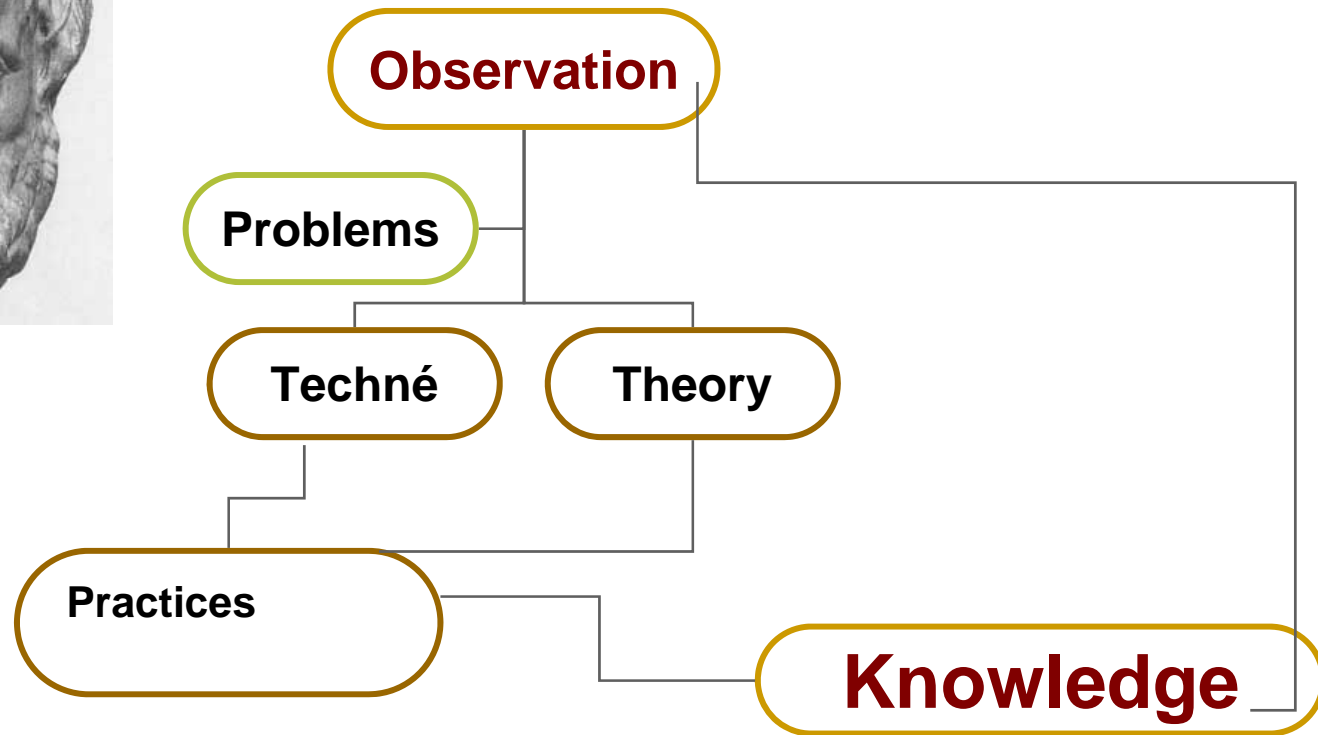 Observation
Problems
Techné
Theory
Practices
Knowledge